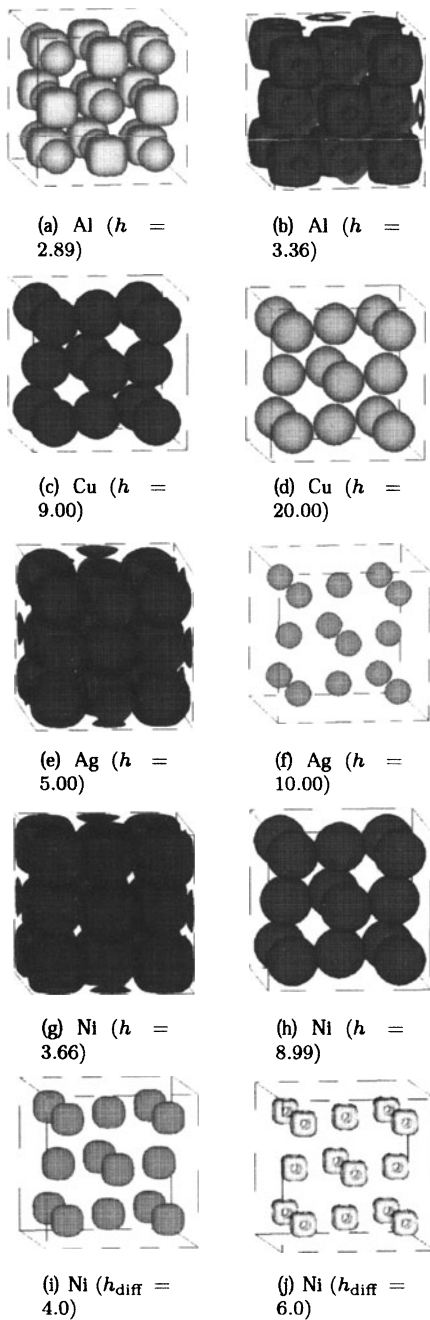 (a) Al (h =
2.89)
(b) Al (h =
3.36)
(c) Cu (h =
9.00)
(d) Cu (h =
20.00)
(e) Ag (h =
5.00)
(f) Ag (h =
10.00)
(g) Ni (h =
3.66)
(h) Ni (h =
8.99)
(i) Ni (hdiff =
4.0)
(j) Ni (hdiff =
6.0)